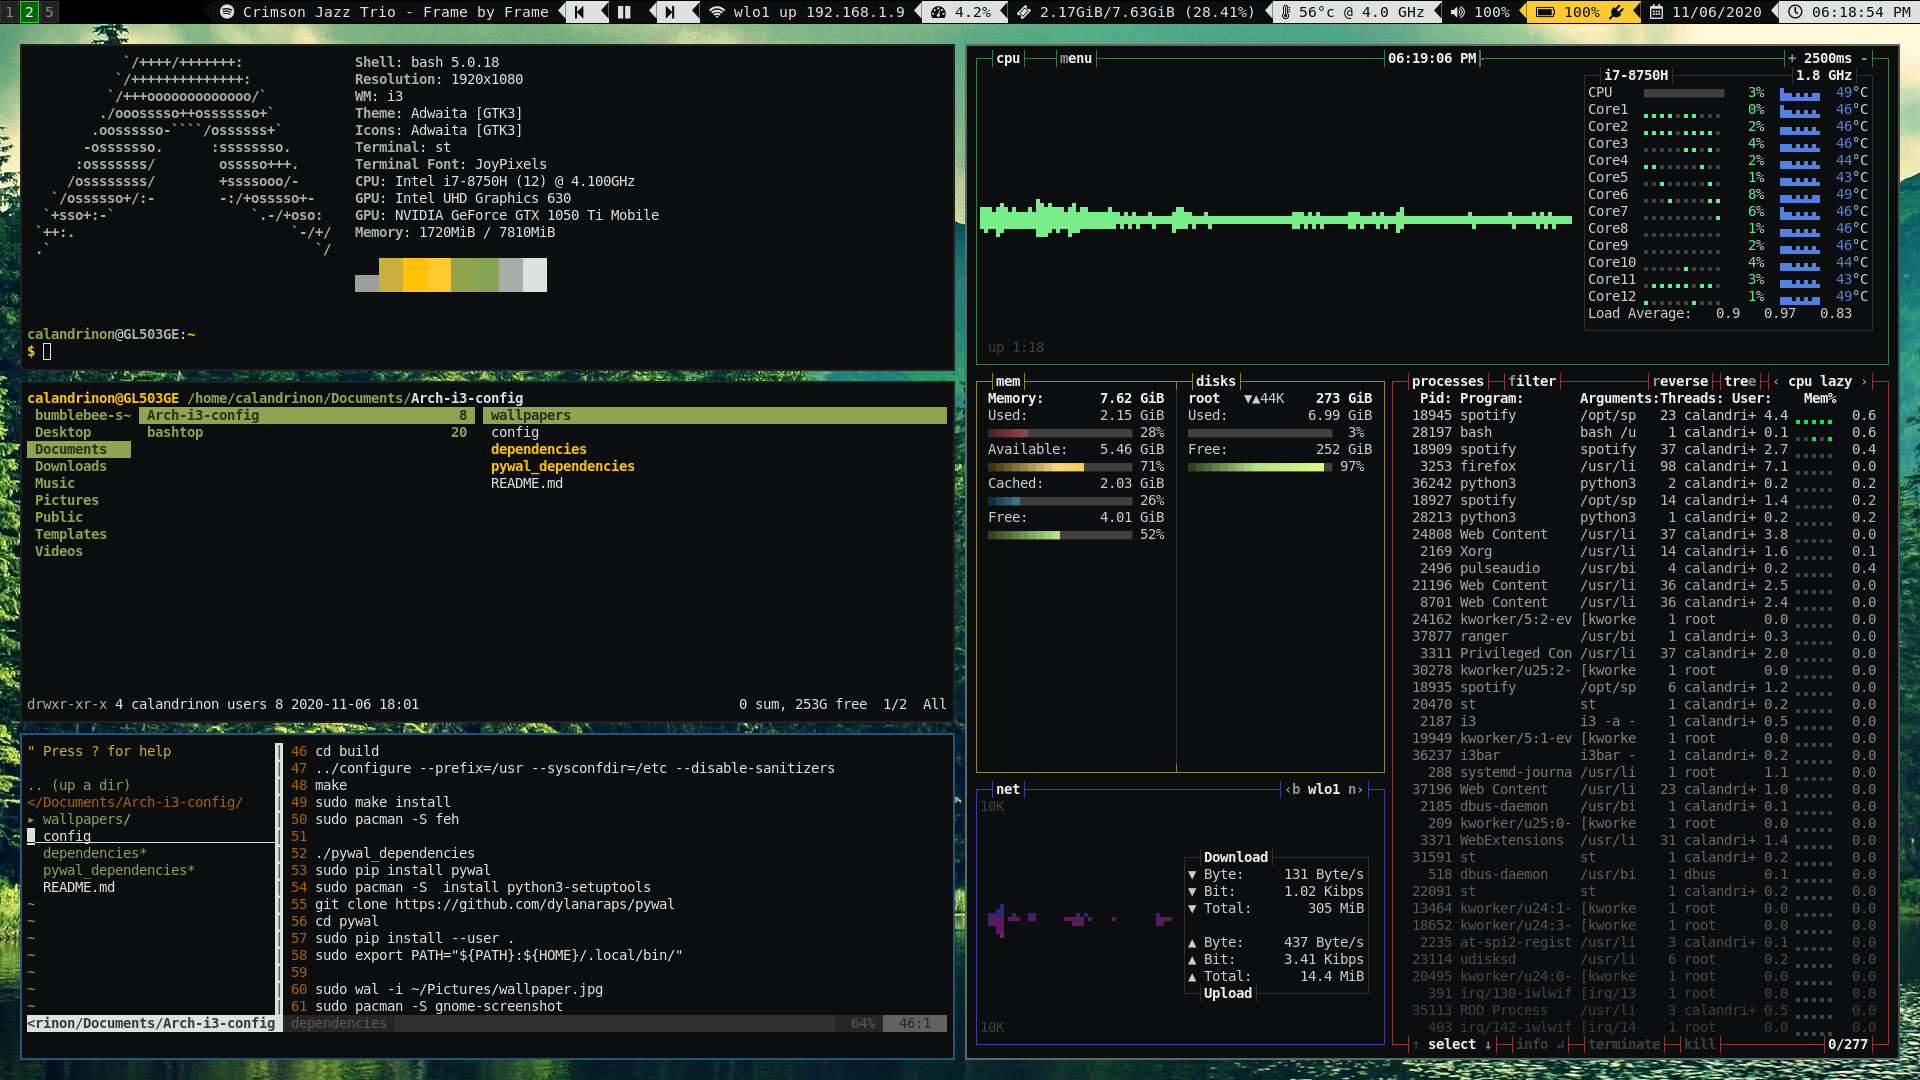 1 2 5 Crimson Jazz Trio - Frame by Frame wlo1 up 192.168.1.9 4.2% 2.17GiB/7.63GiB (28.41%) 56°c @ 4.0 GHz 100% 100% 11/06/2020 06:18:54 PM
`/++++/+++++++:
`/++++++++++++++:
`/+++ooooooooooooo/`
./ooosssso++osssssso+`
.oossssso-````/ossssss+`
-osssssso. :ssssssso.
:osssssss/ osssso+++.
/ossssssss/ +ssssooo/-
`/ossssso+/:- -:/+osssso+-
`+sso+:-` `.-/+oso:
`++:. `-/+/
.` `/
Shell: bash 5.0.18
Resolution: 1920x1080
WM: i3
Theme: Adwaita [GTK3]
Icons: Adwaita [GTK3]
Terminal: st
Terminal Font: JoyPixels
CPU: Intel i7-8750H (12) @ 4.100GHz
GPU: Intel UHD Graphics 630
GPU: NVIDIA GeForce GTX 1050 Ti Mobile
Memory: 1720MiB / 7810MiB
calandrinon@GL503GE:~
$
calandrinon@GL503GE /home/calandrinon/Documents/Arch-i3-config
bumblebee-s~ Arch-i3-config 8 wallpapers
Desktop bashtop 20 config
Documents dependencies
Downloads pywal_dependencies
Music README.md
Pictures
Public
Templates
Videos
drwxr-xr-x 4 calandrinon users 8 2020-11-06 18:01 0 sum, 253G free 1/2 All
" Press ? for help
.. (up a dir)
</Documents/Arch-i3-config/
▸ wallpapers/
config
dependencies*
pywal_dependencies*
README.md
~
~
~
~
~
~
~
<rinon/Documents/Arch-i3-config
46 cd build
47 ../configure --prefix=/usr --sysconfdir=/etc --disable-sanitizers
48 make
49 sudo make install
50 sudo pacman -S feh
51
52 ./pywal_dependencies
53 sudo pip install pywal
54 sudo pacman -S  install python3-setuptools
55 git clone https://github.com/dylanaraps/pywal
56 cd pywal
57 sudo pip install --user .
58 sudo export PATH="${PATH}:${HOME}/.local/bin/"
59
60 sudo wal -i ~/Pictures/wallpaper.jpg
61 sudo pacman -S gnome-screenshot
dependencies 64% 46:1
cpu menu 06:19:06 PM + 2500ms -
i7-8750H 1.8 GHz
CPU 3% 49°C
Core1 0% 46°C
Core2 2% 46°C
Core3 4% 46°C
Core4 2% 44°C
Core5 1% 43°C
Core6 8% 49°C
Core7 6% 46°C
Core8 1% 46°C
Core9 2% 46°C
Core10 4% 44°C
Core11 3% 43°C
Core12 1% 49°C
Load Average: 0.9 0.97 0.83
up 1:18
mem
Memory: 7.62 GiB
Used: 2.15 GiB
28%
Available: 5.46 GiB
71%
Cached: 2.03 GiB
26%
Free: 4.01 GiB
52%
disks
root ▼▲44K 273 GiB
Used: 6.99 GiB
3%
Free: 252 GiB
97%
net ‹b wlo1 n›
10K
Download
▼ Byte: 131 Byte/s
▼ Bit: 1.02 Kibps
▼ Total: 305 MiB
▲ Byte: 437 Byte/s
▲ Bit: 3.41 Kibps
▲ Total: 14.4 MiB
Upload
10K
processes filter reverse tree ‹ cpu lazy ›
Pid: Program: Arguments: Threads: User: Mem%
18945 spotify /opt/sp 23 calandri+ 4.4 0.6
28197 bash bash /u 1 calandri+ 0.1 0.6
18909 spotify spotify 37 calandri+ 2.7 0.4
3253 firefox /usr/li 98 calandri+ 7.1 0.0
36242 python3 python3 2 calandri+ 0.2 0.2
18927 spotify /opt/sp 14 calandri+ 1.4 0.2
28213 python3 python3 1 calandri+ 0.2 0.2
24808 Web Content /usr/li 37 calandri+ 3.8 0.0
2169 Xorg /usr/li 14 calandri+ 1.6 0.1
2496 pulseaudio /usr/bi 4 calandri+ 0.2 0.4
21196 Web Content /usr/li 36 calandri+ 2.5 0.0
8701 Web Content /usr/li 36 calandri+ 2.4 0.0
24162 kworker/5:2-ev [kworke 1 root 0.0 0.0
37877 ranger /usr/bi 1 calandri+ 0.3 0.0
3311 Privileged Con /usr/li 37 calandri+ 2.0 0.0
30278 kworker/u25:2- [kworke 1 root 0.0 0.0
18935 spotify /opt/sp 6 calandri+ 1.2 0.0
20470 st st 1 calandri+ 0.2 0.0
2187 i3 i3 -a - 1 calandri+ 0.5 0.0
19949 kworker/5:1-ev [kworke 1 root 0.0 0.0
36237 i3bar i3bar - 1 calandri+ 0.2 0.0
288 systemd-journa /usr/li 1 root 1.1 0.0
37196 Web Content /usr/li 23 calandri+ 1.0 0.0
2185 dbus-daemon /usr/bi 1 calandri+ 0.1 0.0
209 kworker/u25:0- [kworke 1 root 0.0 0.0
3371 WebExtensions /usr/li 31 calandri+ 1.4 0.0
31591 st st 1 calandri+ 0.2 0.0
518 dbus-daemon /usr/bi 1 dbus 0.1 0.0
22091 st st 1 calandri+ 0.2 0.0
13464 kworker/u24:1- [kworke 1 root 0.0 0.0
18652 kworker/u24:3- [kworke 1 root 0.0 0.0
2235 at-spi2-regist /usr/li 3 calandri+ 0.1 0.0
23114 udisksd /usr/li 6 root 0.2 0.0
20495 kworker/u24:0- [kworke 1 root 0.0 0.0
391 irq/130-iwlwif [irq/13 1 root 0.0 0.0
35113 RDD Process /usr/li 3 calandri+ 0.5 0.0
403 irq/142-iwlwif [irq/14 1 root 0.0 0.0
↑ select ↓ info ↲ terminate kill 0/277